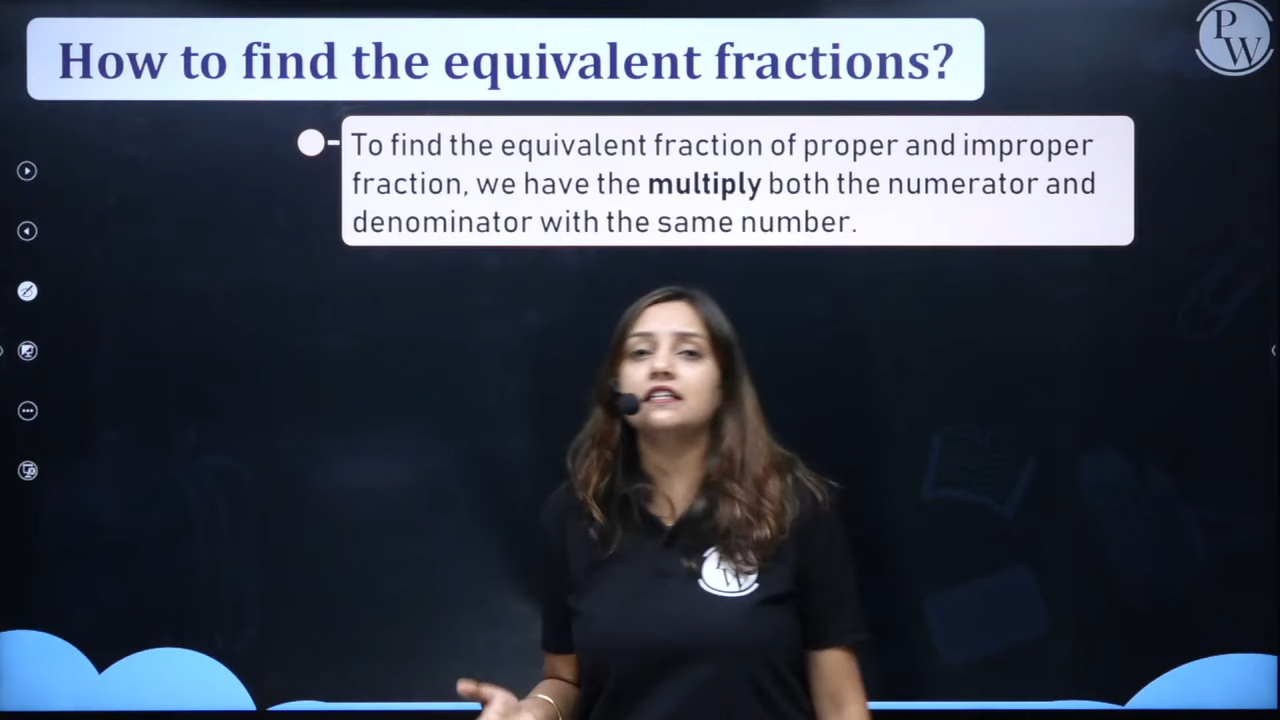 How to find the equivalent fractions?
PW
To find the equivalent fraction of proper and improper
fraction, we have the multiply both the numerator and
denominator with the same number.
PW